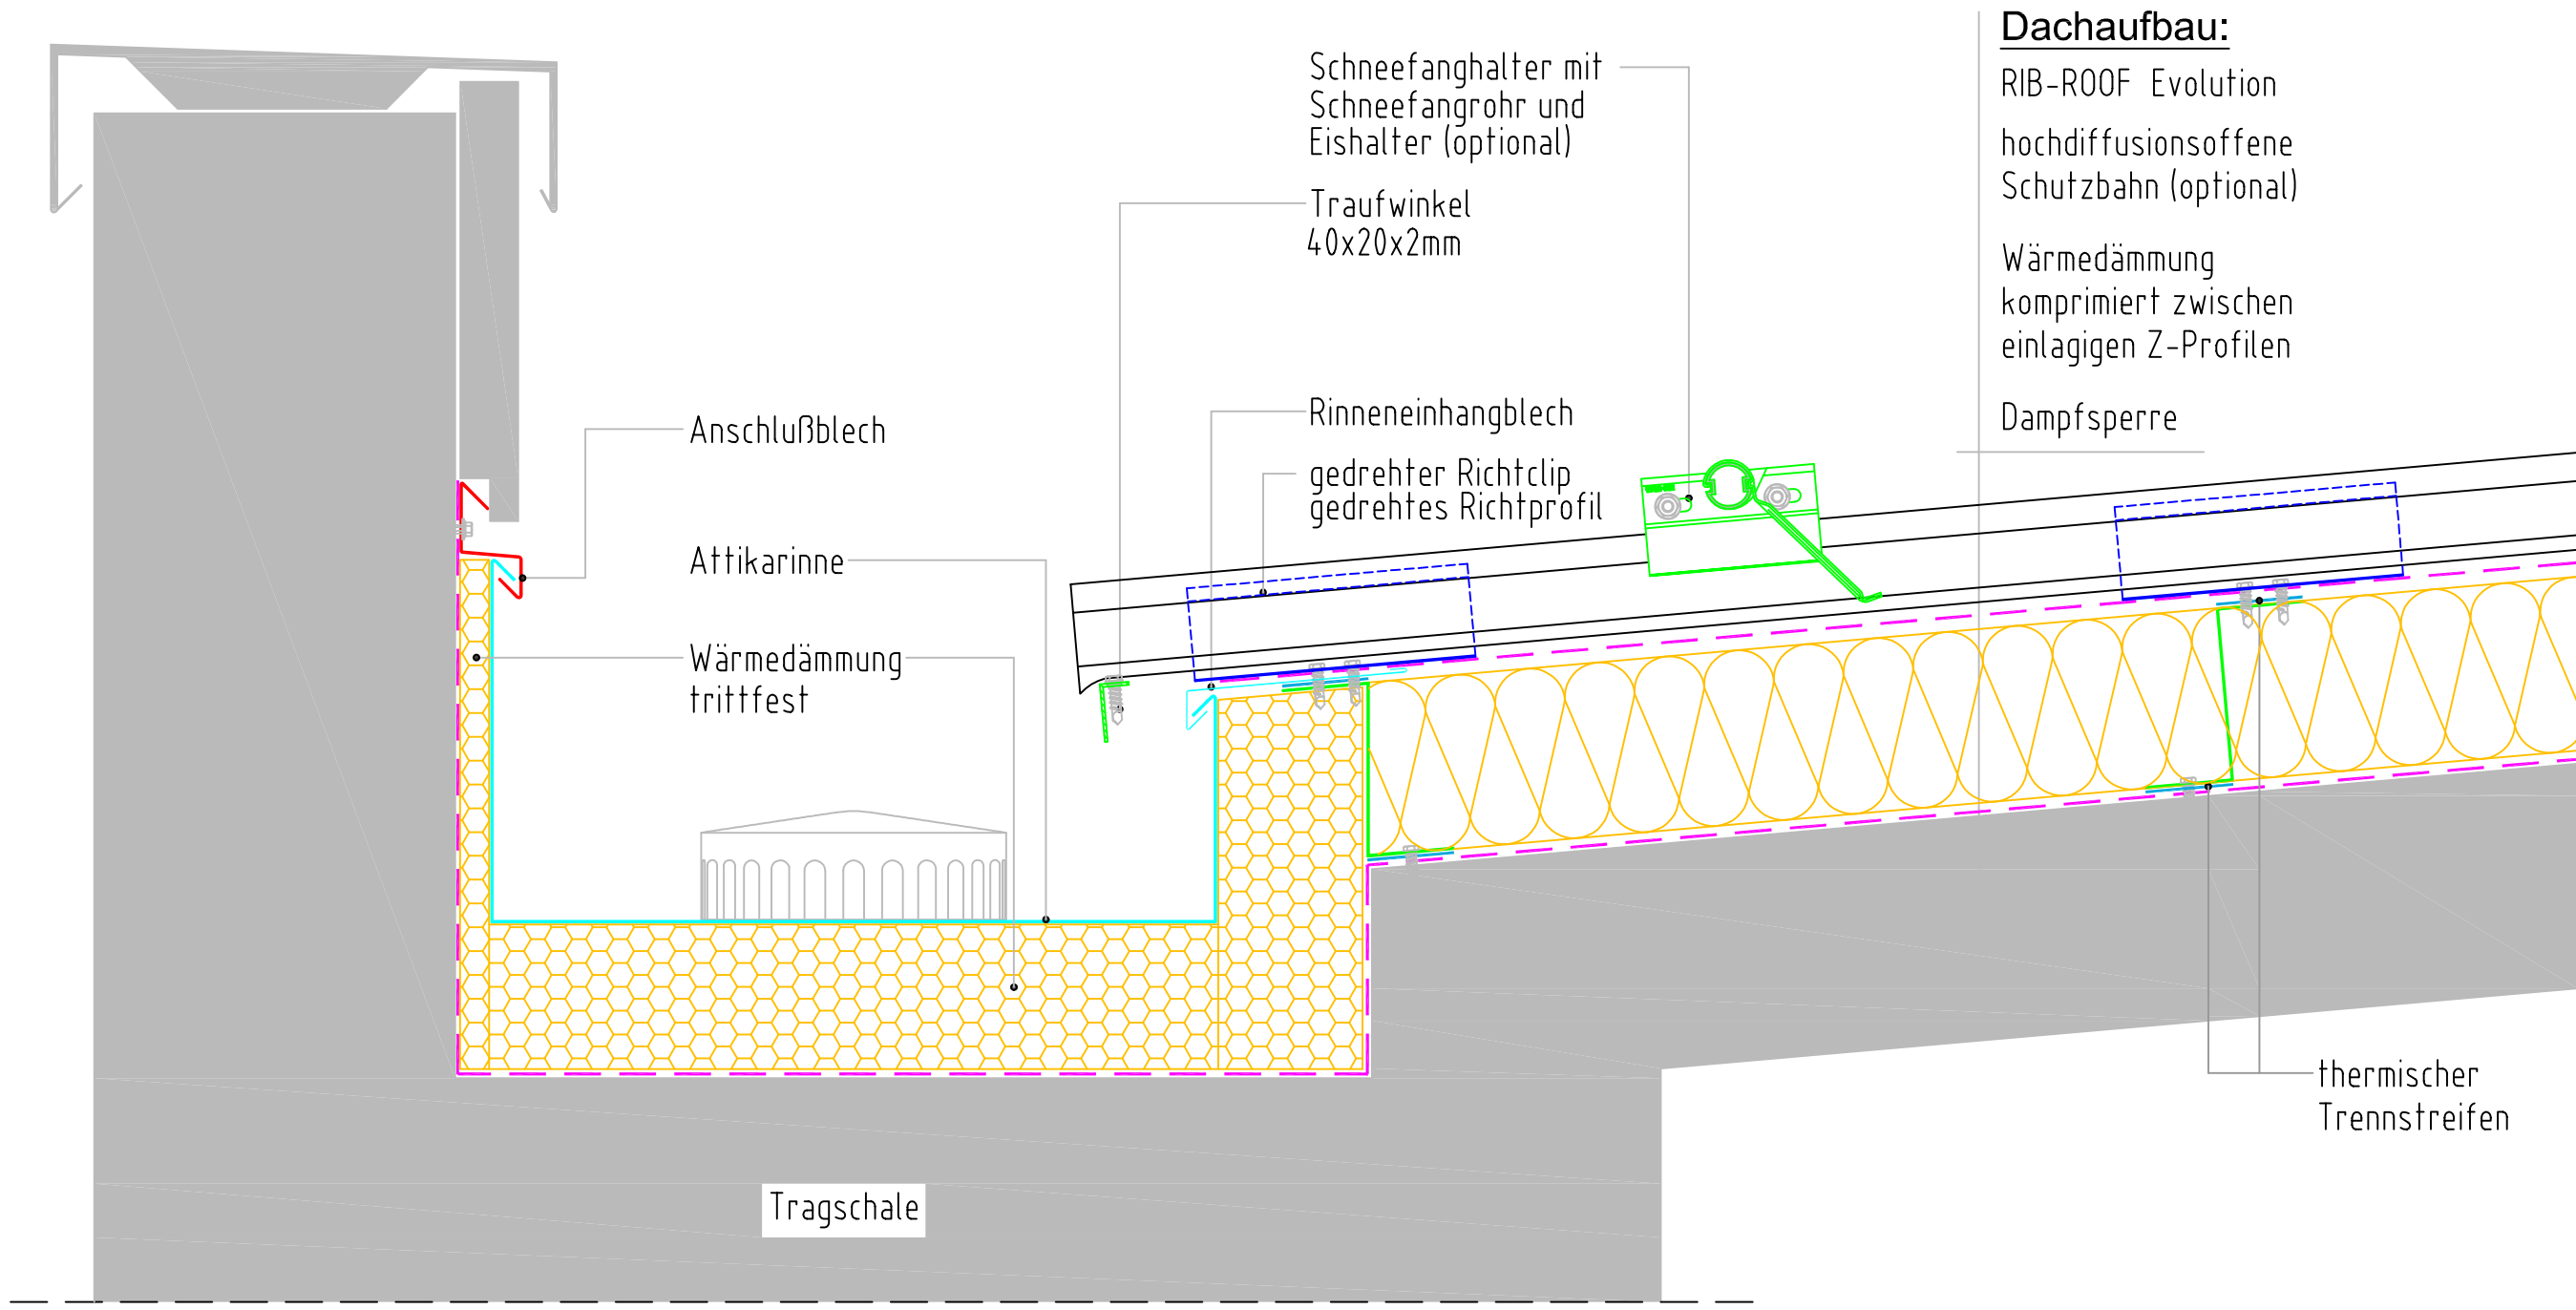 Dachaufbau:
RIB-ROOF Evolution
hochdiffusionsoffene
Schutzbahn (optional)
Wärmedämmung
komprimiert zwischen
einlagigen Z-Profilen
Dampfsperre
Schneefanghalter mit
Schneefangrohr und
Eishalter (optional)
Traufwinkel
40x20x2mm
Rinneneinhangblech
gedrehter Richtclip
gedrehtes Richtprofil
Anschlußblech
Attikarinne
Wärmedämmung
trittfest
thermischer
Trennstreifen
Tragschale